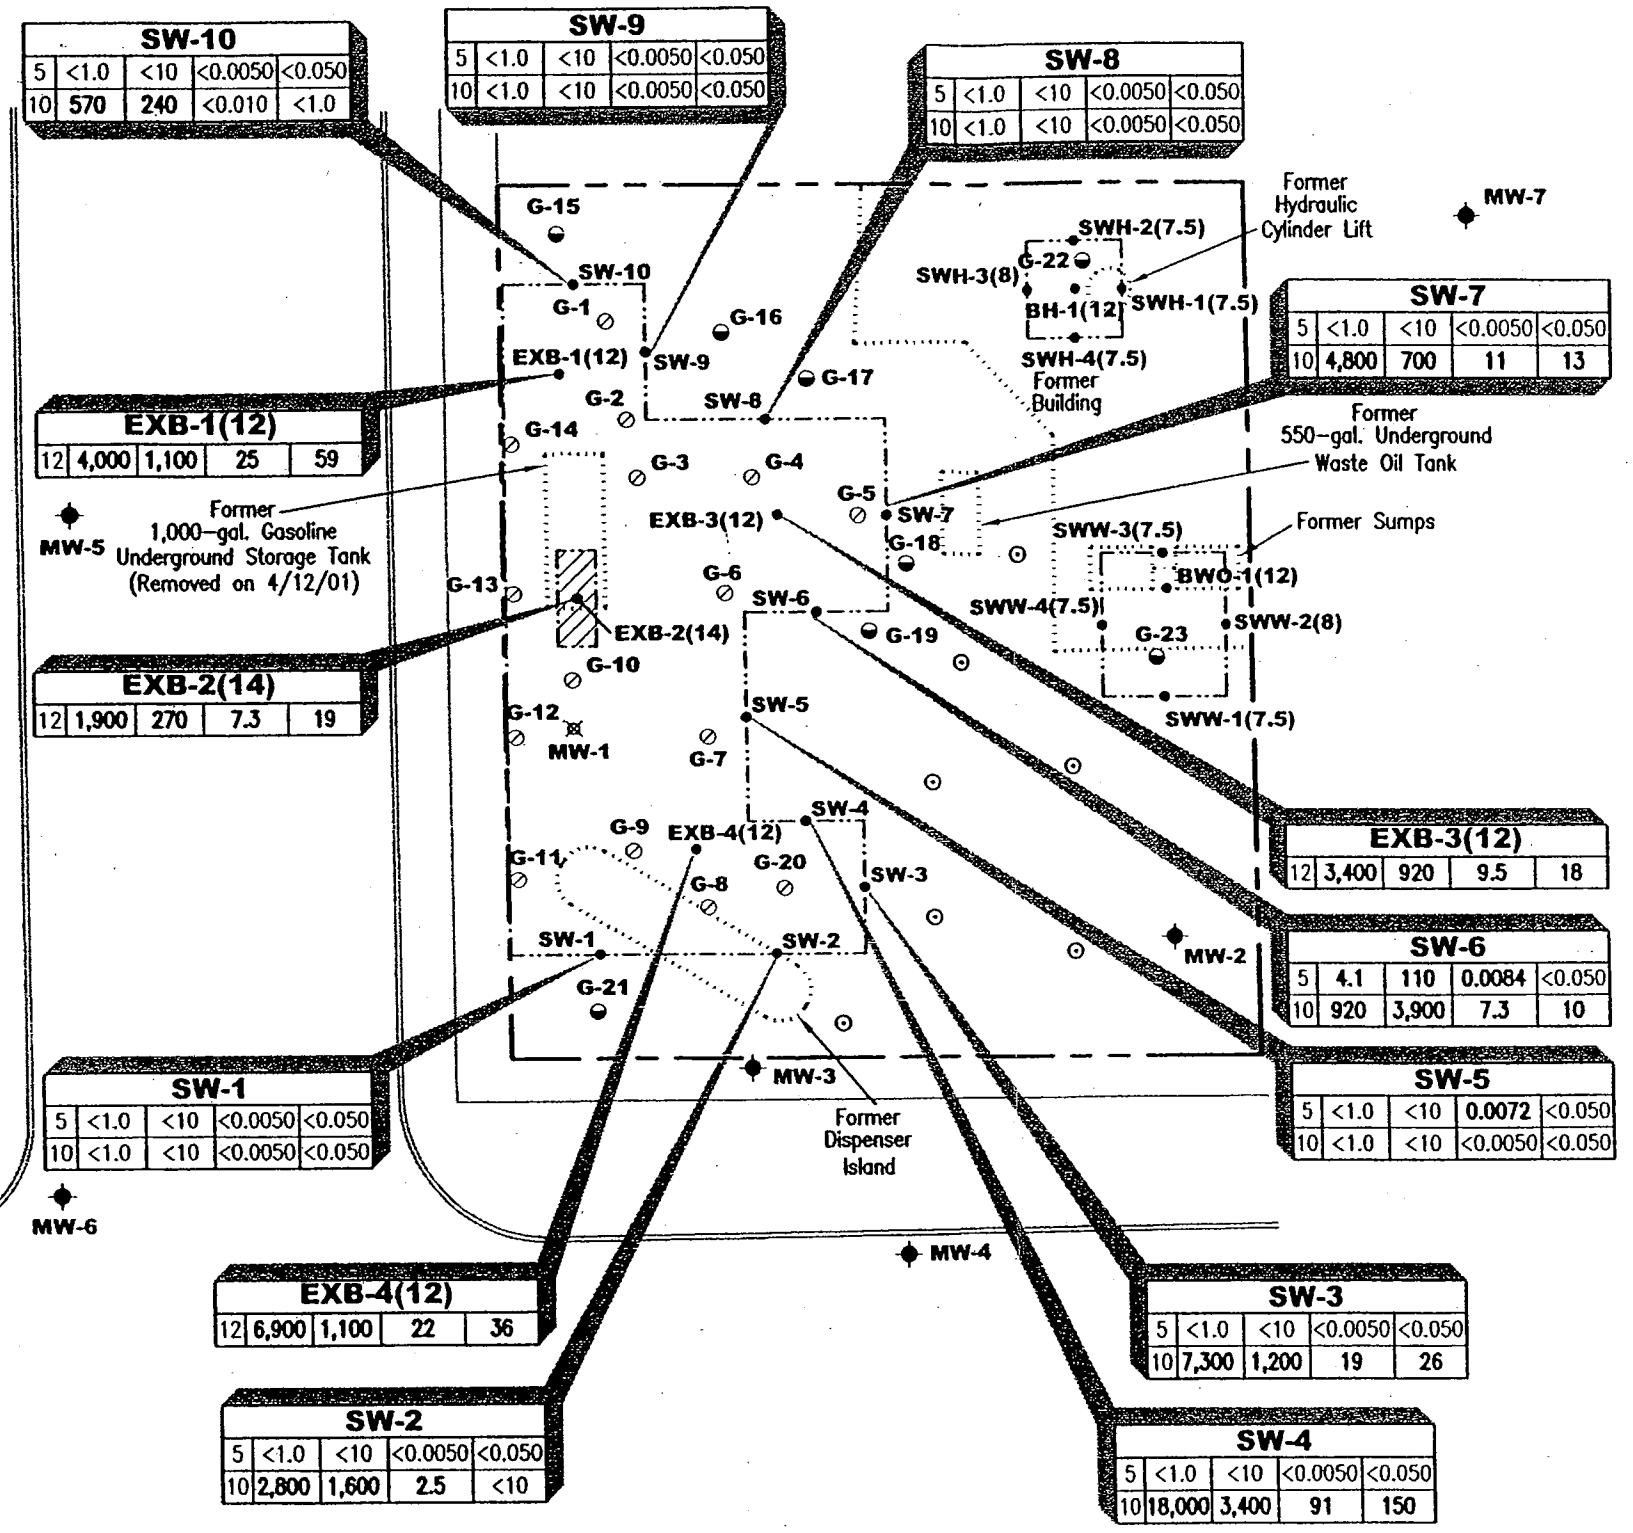 SW-10
5 <1.0 <10 <0.0050 <0.050
10 570 240 <0.010 <1.0
SW-9
5 <1.0 <10 <0.0050 <0.050
10 <1.0 <10 <0.0050 <0.050
SW-8
5 <1.0 <10 <0.0050 <0.050
10 <1.0 <10 <0.0050 <0.050
Former
Hydraulic
Cylinder Lift
MW-7
G-15
SWH-2(7.5)
G-22
SWH-3(8)
SW-10
BH-1(12)
SWH-1(7.5)
G-1
G-16
SWH-4(7.5)
EXB-1(12)
SW-9
G-17
Former
Building
SW-7
5 <1.0 <10 <0.0050 <0.050
10 4,800 700 11 13
G-2
SW-8
EXB-1(12)
12 4,000 1,100 25 59
G-14
Former
550-gal. Underground
Waste Oil Tank
G-3
G-4
G-5
SW-7
EXB-3(12)
MW-5
Former
1,000-gal. Gasoline
Underground Storage Tank
(Removed on 4/12/01)
G-18
SWW-3(7.5)
Former Sumps
BWO-1(12)
G-13
G-6
SW-6
SWW-4(7.5)
SWW-2(8)
EXB-2(14)
G-19
G-23
G-10
EXB-2(14)
12 1,900 270 7.3 19
G-12
SW-5
SWW-1(7.5)
MW-1
G-7
SW-4
G-9
EXB-4(12)
G-11
G-20
G-8
SW-3
EXB-3(12)
12 3,400 920 9.5 18
SW-1
SW-2
MW-2
SW-6
5 4.1 110 0.0084 <0.050
10 920 3,900 7.3 10
G-21
MW-3
SW-1
5 <1.0 <10 <0.0050 <0.050
10 <1.0 <10 <0.0050 <0.050
Former
Dispenser
Island
SW-5
5 <1.0 <10 0.0072 <0.050
10 <1.0 <10 <0.0050 <0.050
MW-6
MW-4
EXB-4(12)
12 6,900 1,100 22 36
SW-3
5 <1.0 <10 <0.0050 <0.050
10 7,300 1,200 19 26
SW-2
5 <1.0 <10 <0.0050 <0.050
10 2,800 1,600 2.5 <10
SW-4
5 <1.0 <10 <0.0050 <0.050
10 18,000 3,400 91 150